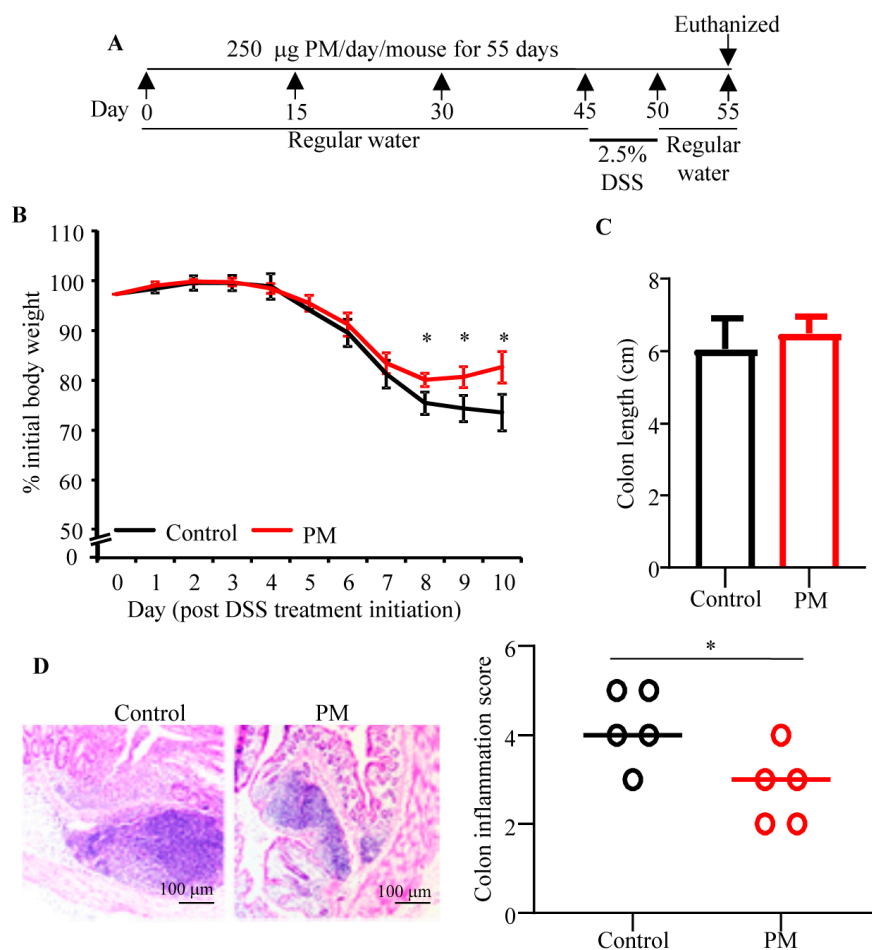 A
250 μg PM/day/mouse for 55 days
Euthanized
Day 0 15 30 45 50 55
Regular water
2.5%
DSS
Regular
water
B
% initial body weight
110
100
90
80
70
60
50
0
* * *
Control PM
0 1 2 3 4 5 6 7 8 9 10
Day (post DSS treatment initiation)
C
Colon length (cm)
8
6
4
2
0
Control PM
D
Control PM
100 μm 100 μm
Colon inflammation score
6
4
2
0
*
Control PM